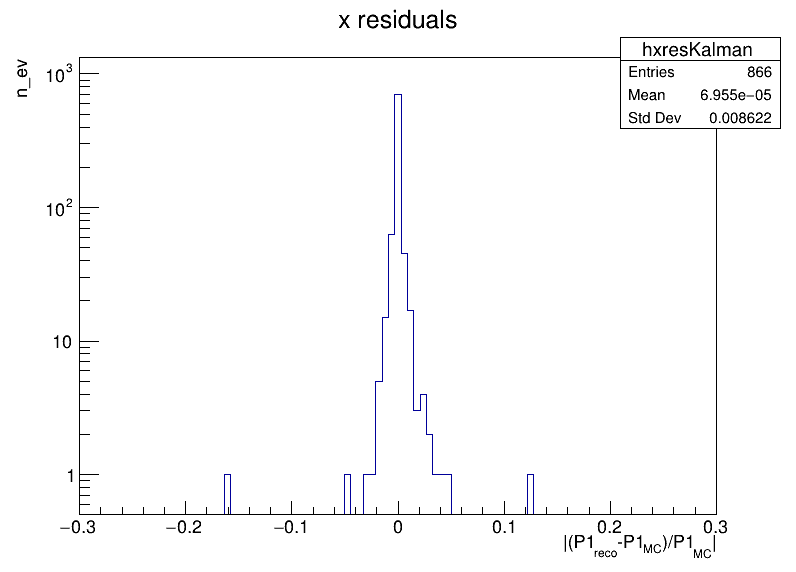 x residuals
hxresKalman
Entries 866
Mean 6.955e−05
Std Dev 0.008622
n_ev
10³
10²
10
1
−0.3 −0.2 −0.1 0 0.1 0.2 0.3
|(P1reco-P1MC)/P1MC|